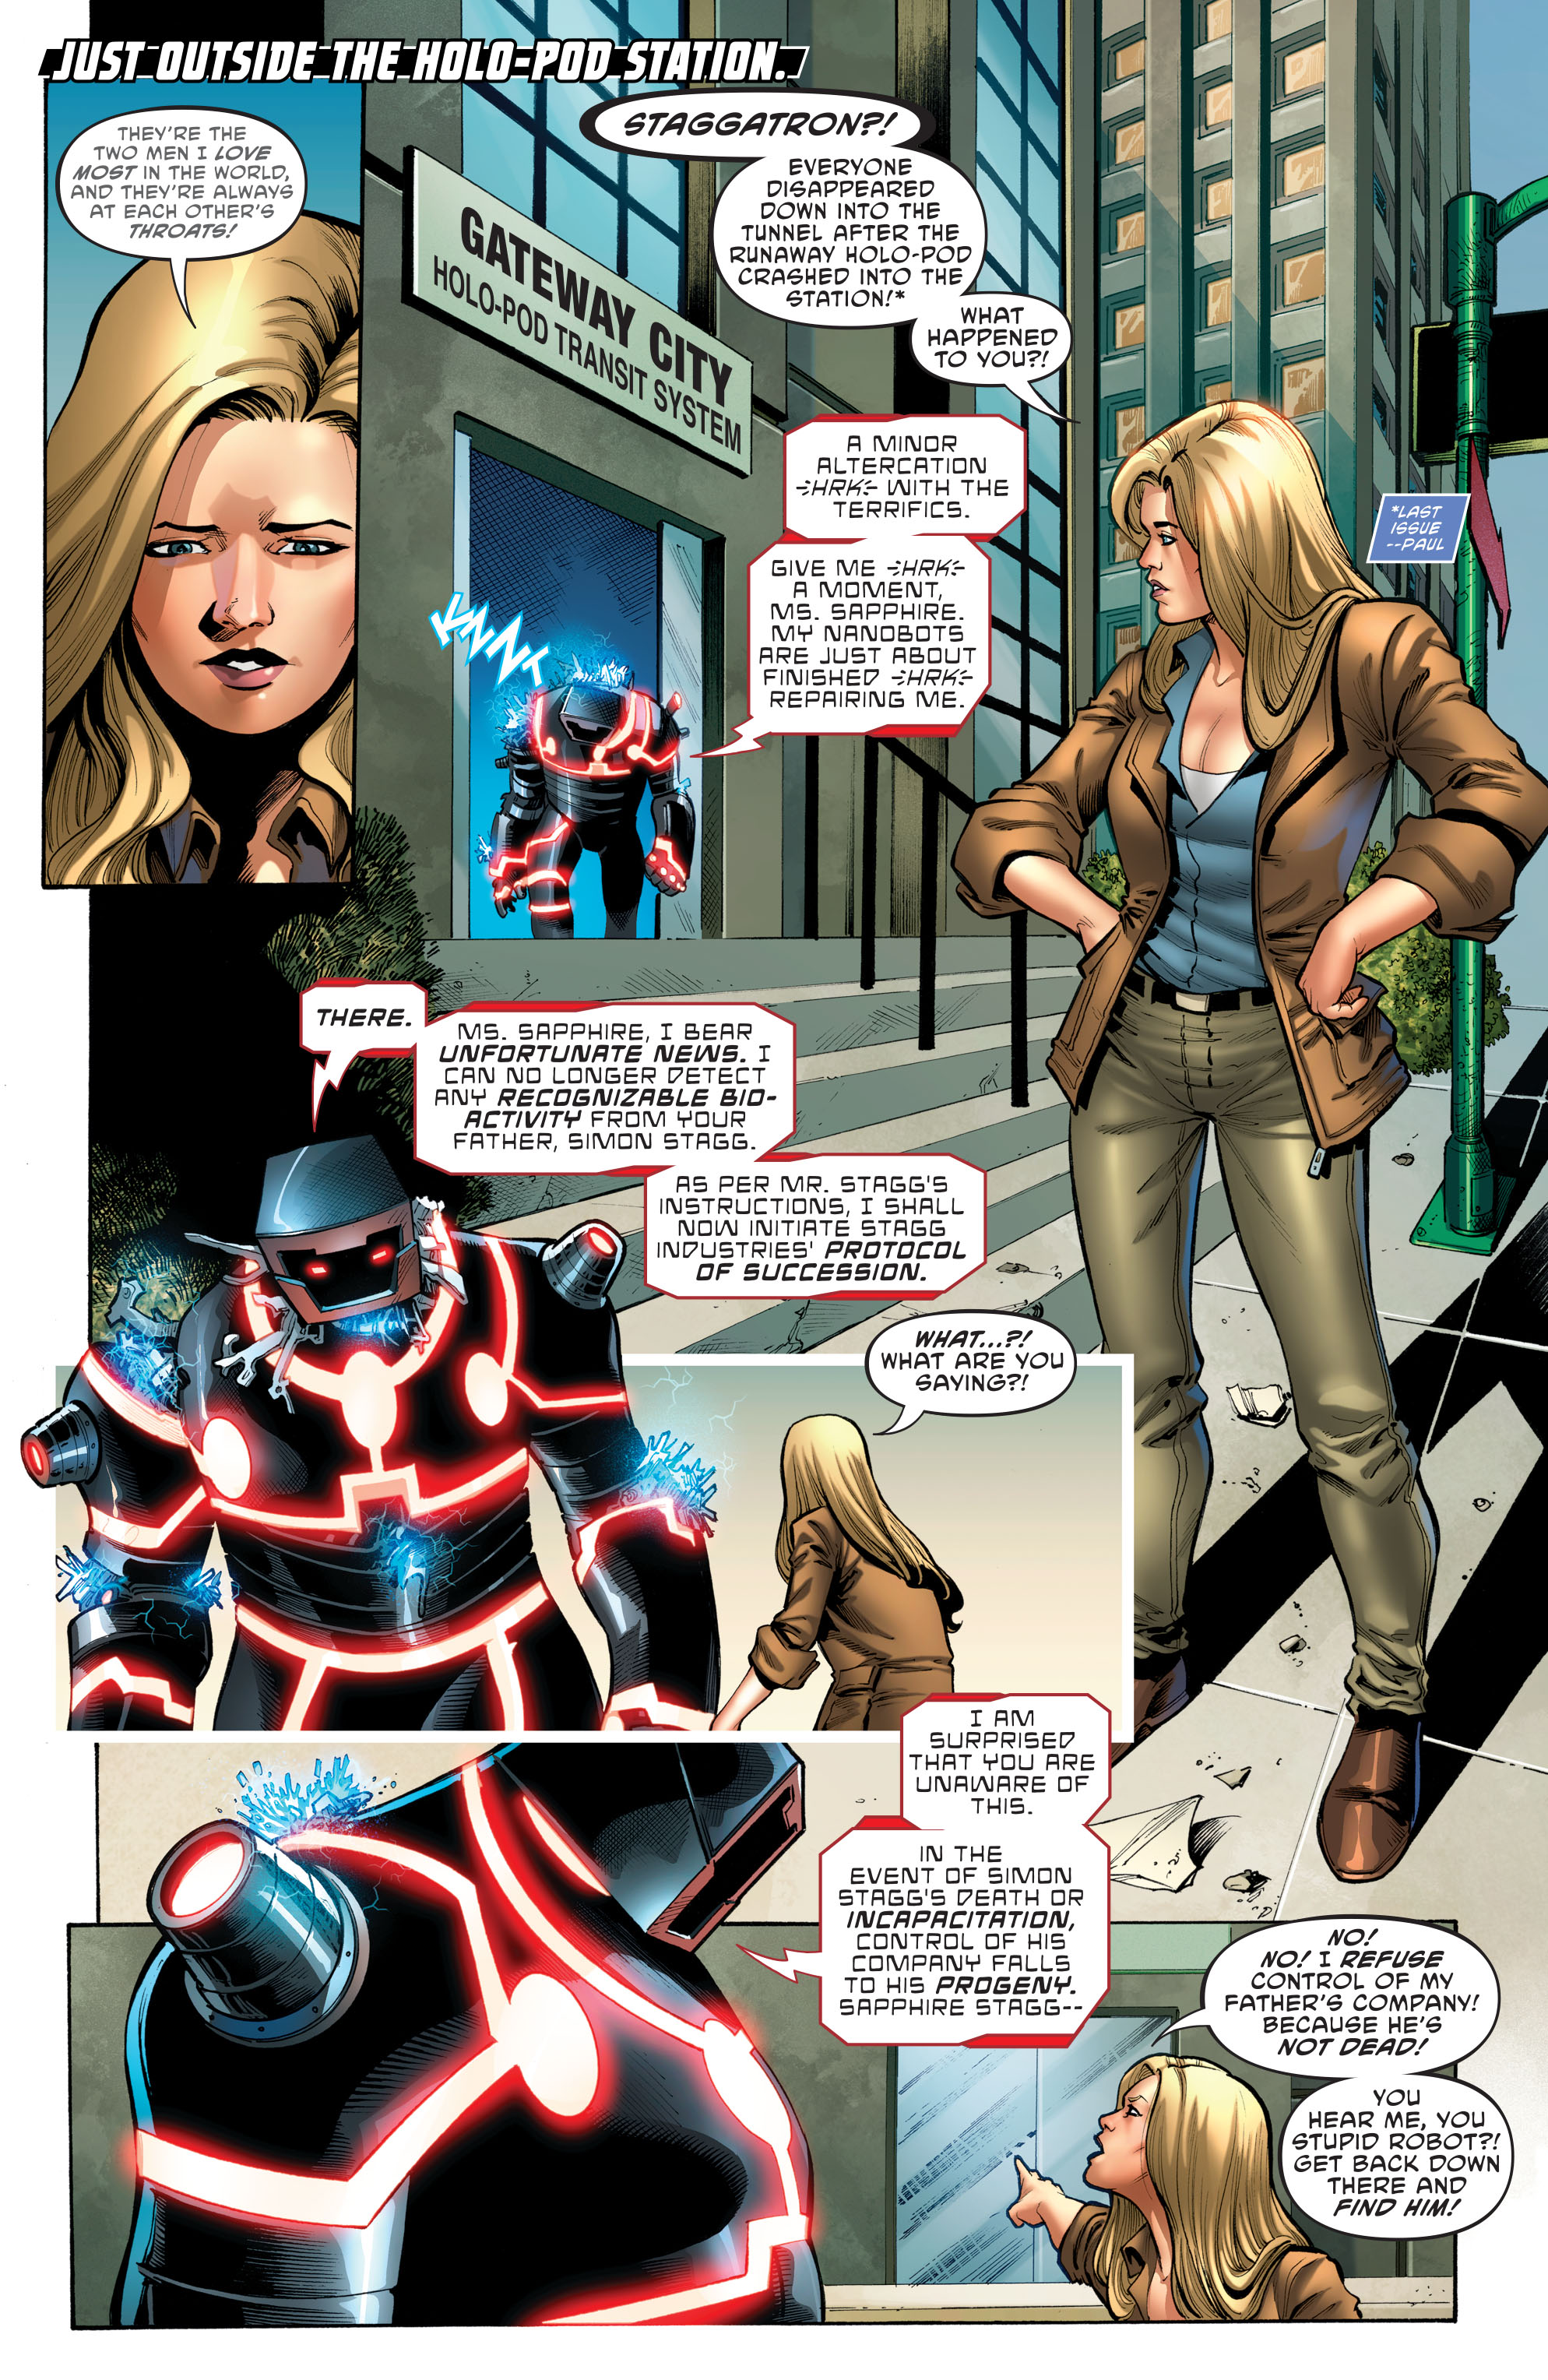 JUST OUTSIDE THE HOLO-POD STATION.
THEY'RE THE
TWO MEN I LOVE
MOST IN THE WORLD,
AND THEY'RE ALWAYS
AT EACH OTHER'S
THROATS!
STAGGATRON?!
EVERYONE
DISAPPEARED
DOWN INTO THE
TUNNEL AFTER THE
RUNAWAY HOLO-POD
CRASHED INTO THE
STATION!*
WHAT
HAPPENED
TO YOU?!
GATEWAY CITY
HOLO-POD TRANSIT SYSTEM
A MINOR
ALTERCATION
-HRK- WITH THE
TERRIFICS.
*LAST
ISSUE
--PAUL
GIVE ME -HRK-
A MOMENT,
MS. SAPPHIRE.
MY NANOBOTS
ARE JUST ABOUT
FINISHED -HRK-
REPAIRING ME.
KNNXT
THERE.
MS. SAPPHIRE, I BEAR
UNFORTUNATE NEWS. I
CAN NO LONGER DETECT
ANY RECOGNIZABLE BIO-
ACTIVITY FROM YOUR
FATHER, SIMON STAGG.
AS PER MR. STAGG'S
INSTRUCTIONS, I SHALL
NOW INITIATE STAGG
INDUSTRIES' PROTOCOL
OF SUCCESSION.
WHAT...?!
WHAT ARE YOU
SAYING?!
I AM
SURPRISED
THAT YOU ARE
UNAWARE OF
THIS.
IN THE
EVENT OF SIMON
STAGG'S DEATH OR
INCAPACITATION,
CONTROL OF HIS
COMPANY FALLS
TO HIS PROGENY.
SAPPHIRE STAGG--
NO!
NO! I REFUSE
CONTROL OF MY
FATHER'S COMPANY!
BECAUSE HE'S
NOT DEAD!
YOU
HEAR ME, YOU
STUPID ROBOT?!
GET BACK DOWN
THERE AND
FIND HIM!